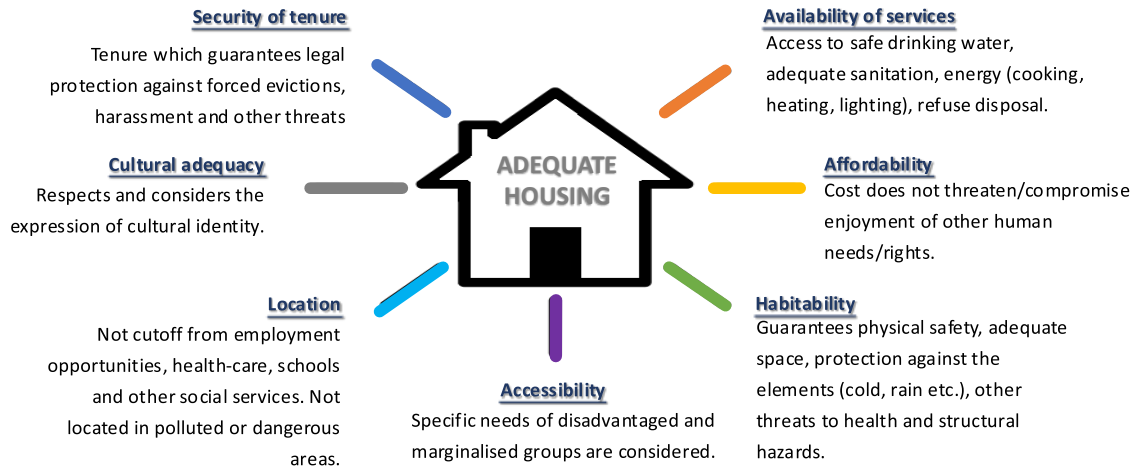 Security of tenure
Tenure which guarantees legal
protection against forced evictions,
harassment and other threats
Availability of services
Access to safe drinking water,
adequate sanitation, energy (cooking,
heating, lighting), refuse disposal.
ADEQUATE
HOUSING
Cultural adequacy
Respects and considers the
expression of cultural identity.
Affordability
Cost does not threaten/compromise
enjoyment of other human
needs/rights.
Location
Not cutoff from employment
opportunities, health-care, schools
and other social services. Not
located in polluted or dangerous
areas.
Accessibility
Specific needs of disadvantaged and
marginalised groups are considered.
Habitability
Guarantees physical safety, adequate
space, protection against the
elements (cold, rain etc.), other
threats to health and structural
hazards.